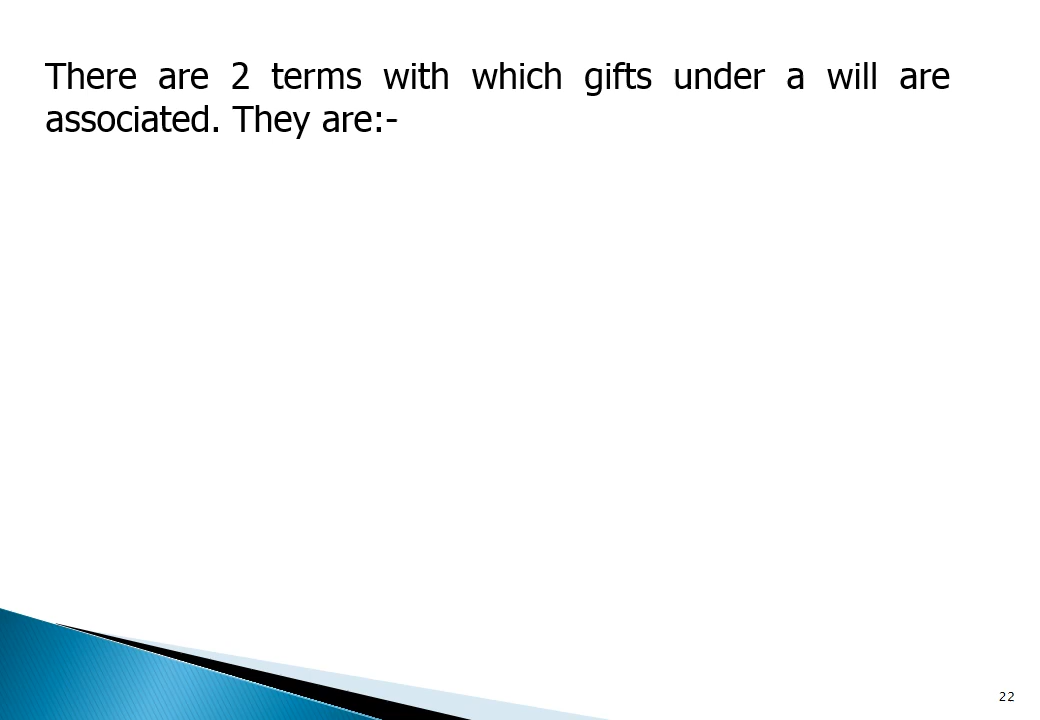 There are 2 terms with which gifts under a will are
associated. They are:-
22